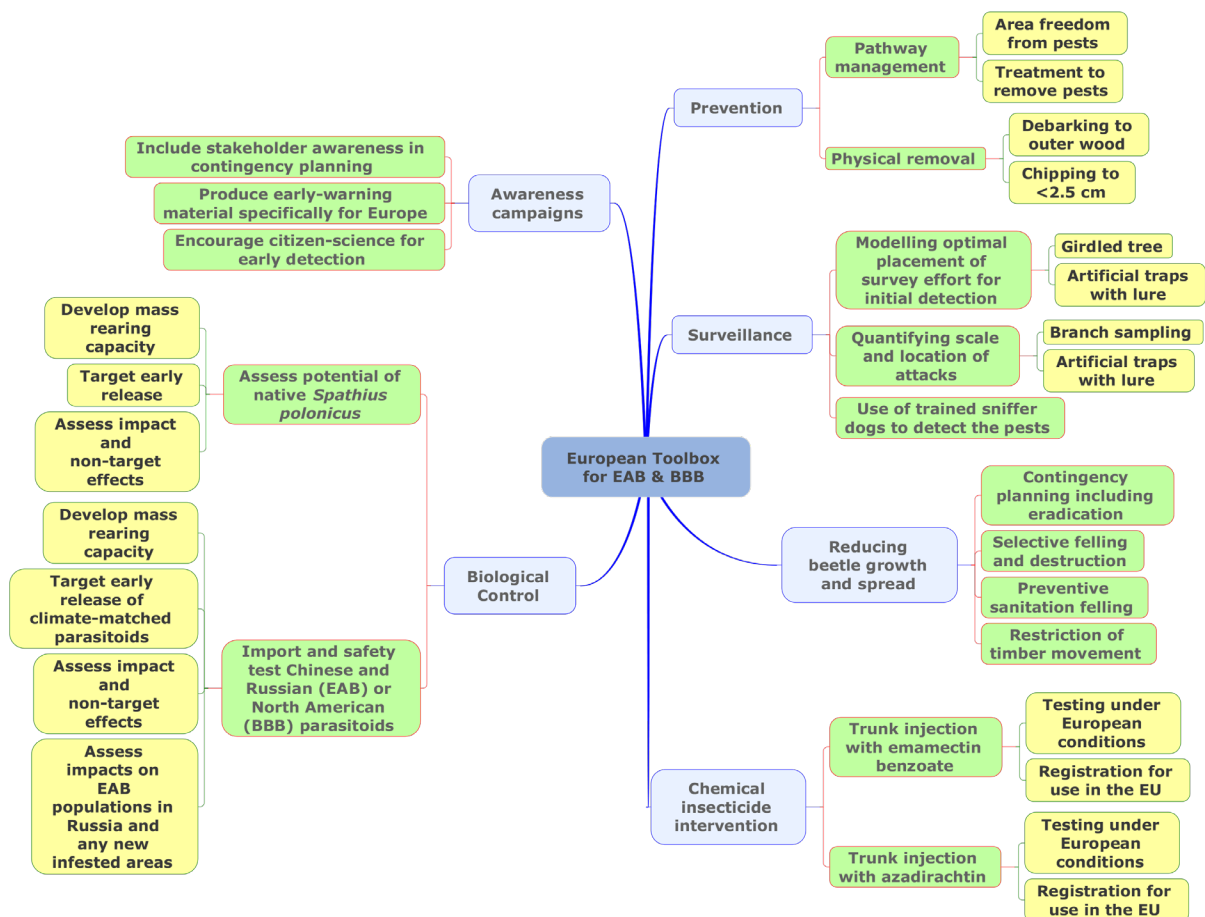 European Toolbox
for EAB & BBB
Prevention
Pathway
management
Area freedom
from pests
Treatment to
remove pests
Physical removal
Debarking to
outer wood
Chipping to
<2.5 cm
Surveillance
Modelling optimal
placement of
survey effort for
initial detection
Girdled tree
Artificial traps
with lure
Quantifying scale
and location of
attacks
Branch sampling
Artificial traps
with lure
Use of trained sniffer
dogs to detect the pests
Reducing
beetle growth
and spread
Contingency
planning including
eradication
Selective felling
and destruction
Preventive
sanitation felling
Restriction of
timber movement
Chemical
insecticide
intervention
Trunk injection
with emamectin
benzoate
Testing under
European
conditions
Registration for
use in the EU
Trunk injection
with azadirachtin
Testing under
European
conditions
Registration for
use in the EU
Awareness
campaigns
Include stakeholder awareness in
contingency planning
Produce early-warning
material specifically for Europe
Encourage citizen-science for
early detection
Biological
Control
Assess potential of
native Spathius
polonicus
Develop mass
rearing
capacity
Target early
release
Assess impact
and
non-target
effects
Import and safety
test Chinese and
Russian (EAB) or
North American
(BBB) parasitoids
Develop mass
rearing
capacity
Target early
release of
climate-matched
parasitoids
Assess impact
and
non-target
effects
Assess
impacts on
EAB
populations in
Russia and
any new
infested areas